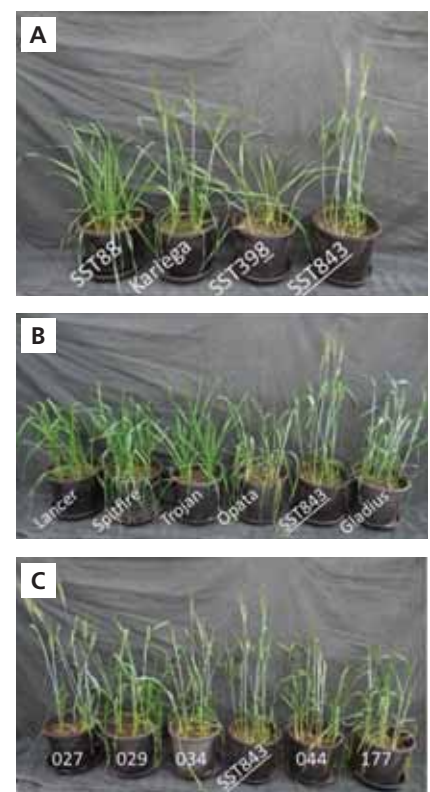 A
SST88 Kariega SST398 SST843
B
Lancer Spitfire Trojan Opata SST843 Gladius
C
027 029 034 SST843 044 177